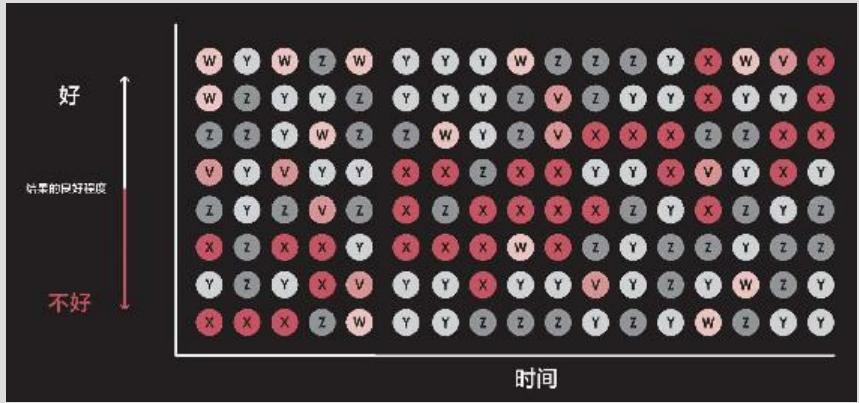 W Y W Z W Y Y Y W Z Z Z Y X W V X
好
W Z Y Y Z Y Y Y Z V Z Y Y X Y Y X
Z Z Y W Z Z W Y Z V X X X Z Z X X
V Y V Y Y X X Z X X Y Y X V Y X Y
结果的良好程度
Z Y Z V Z X Z X X X X Z Y X Z Y Z
X Z X X Y X X X W X Z Y Z Z Y Z Z
Y Z Y X V Y Y X Y Y V Y Z Y W Z Y
不好
X X X Z W Y Y Z Z Z Y Z Y W Z Y Y
时间